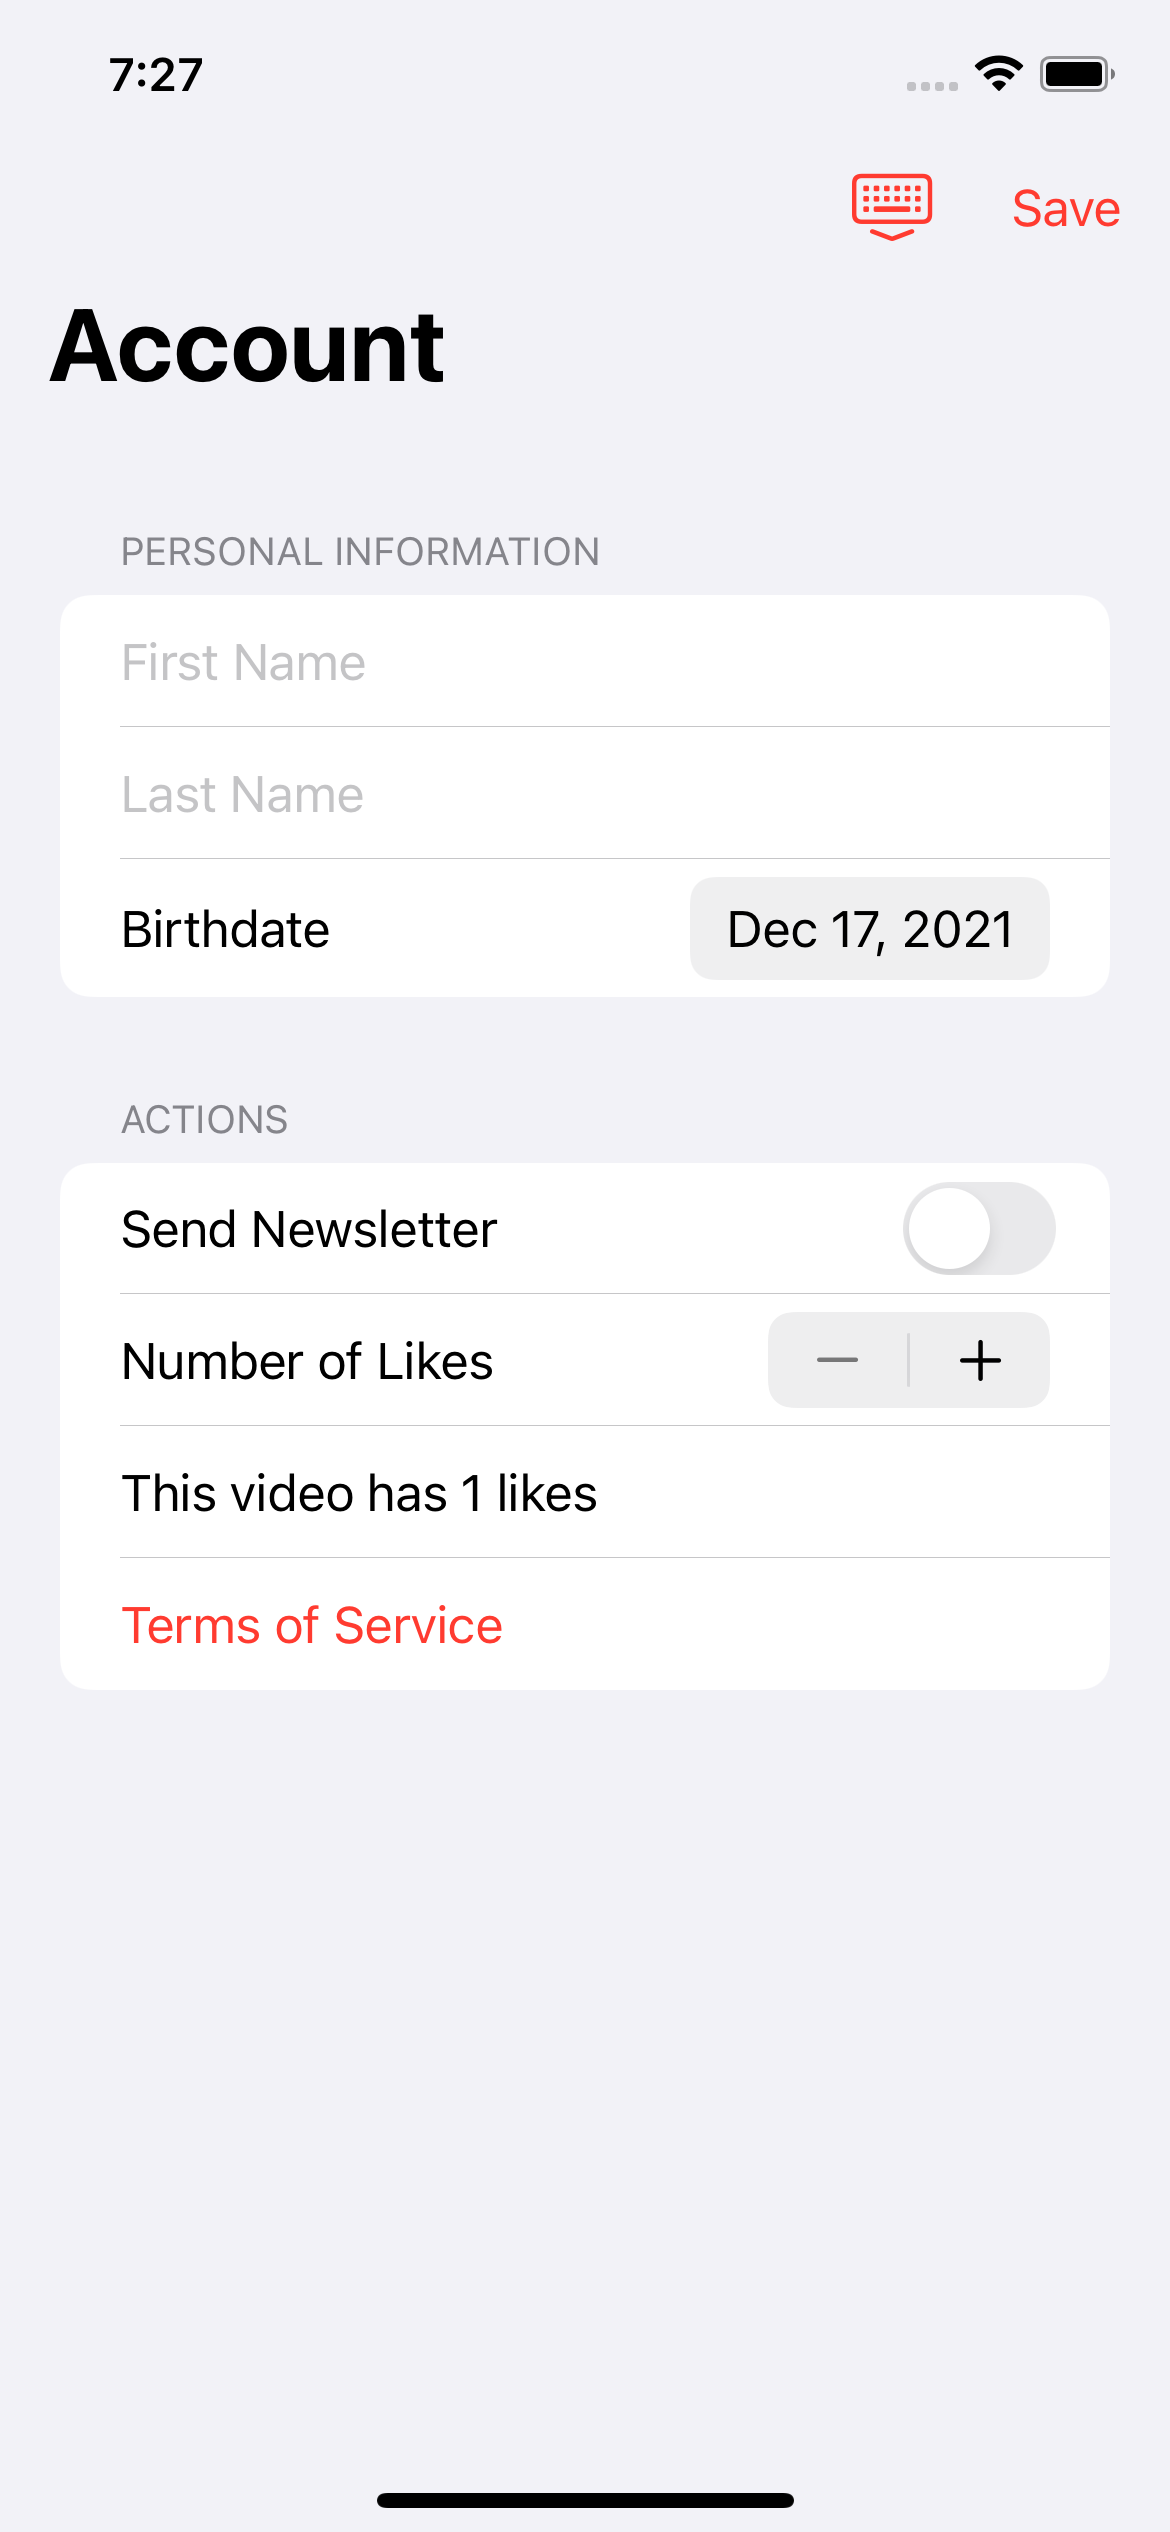 7:27
Save
Account
PERSONAL INFORMATION
First Name
Last Name
Birthdate Dec 17, 2021
ACTIONS
Send Newsletter
Number of Likes
This video has 1 likes
Terms of Service